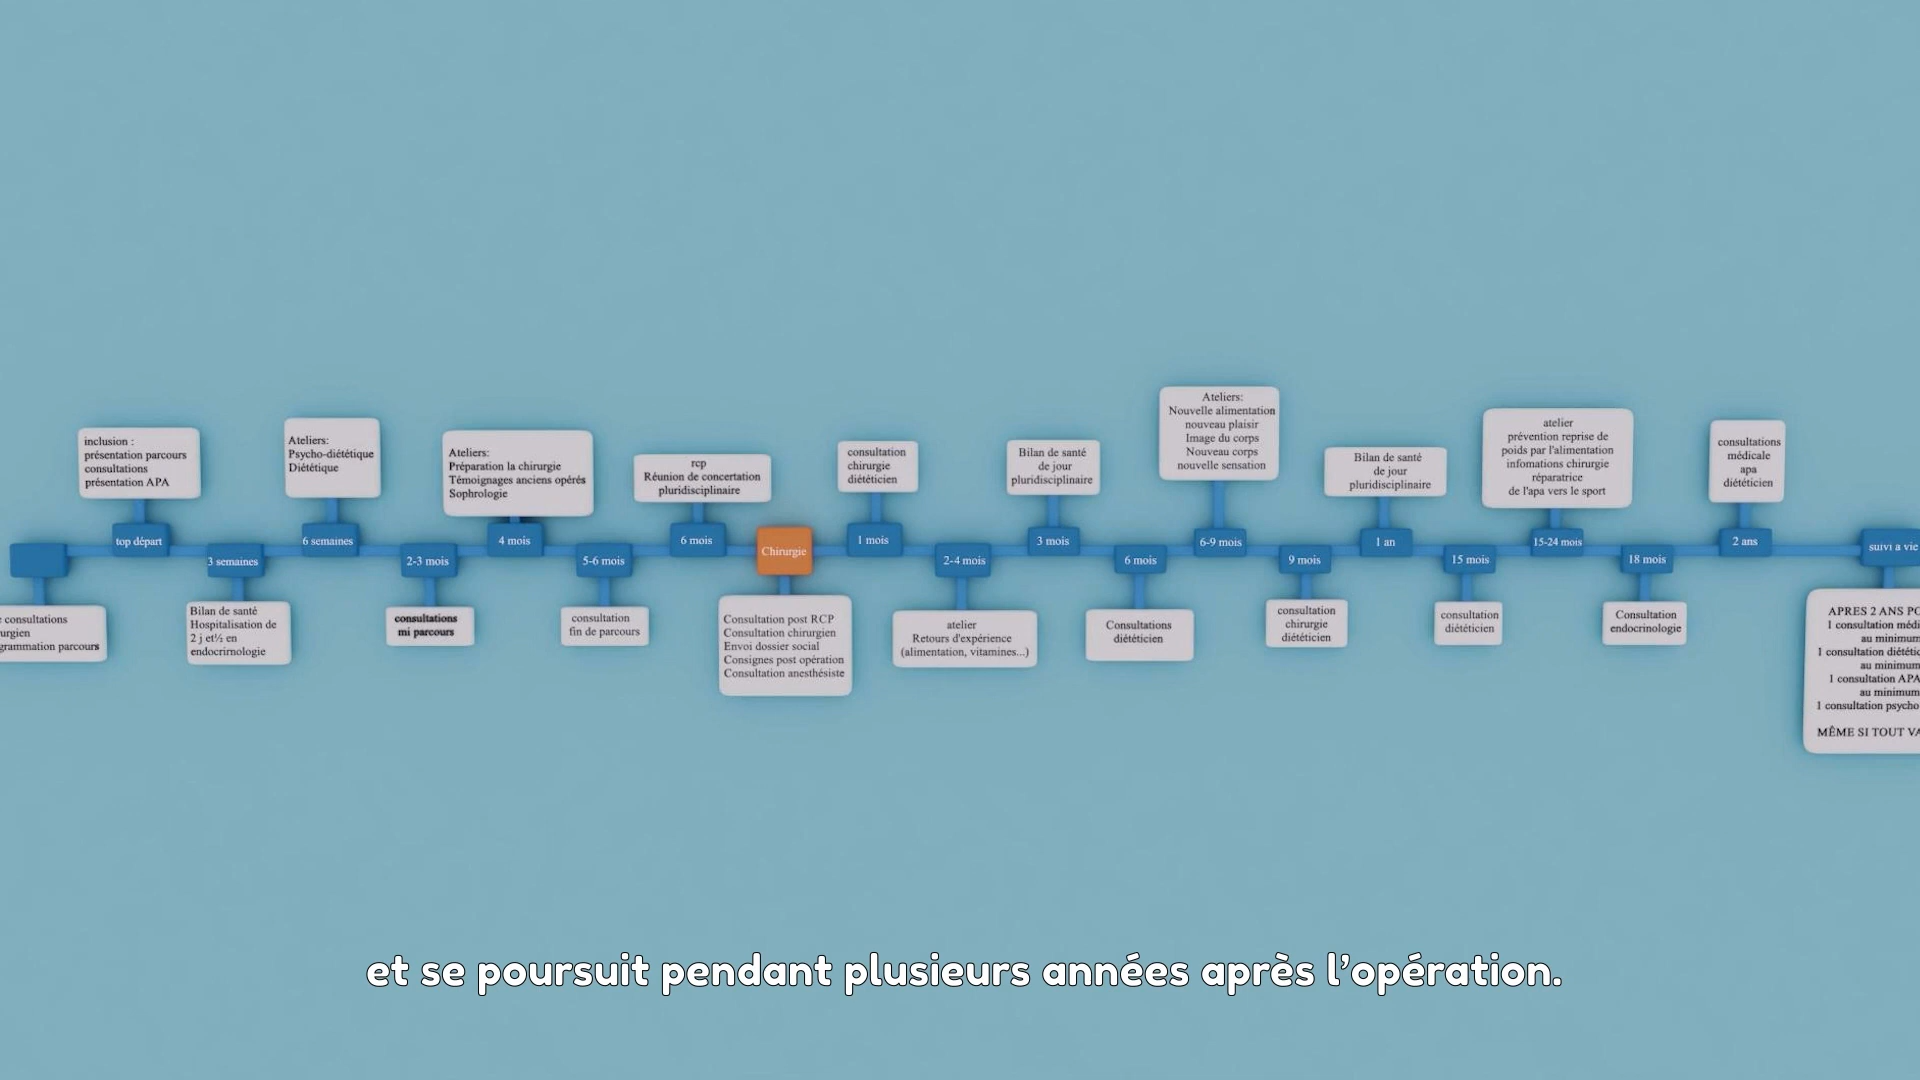 inclusion :
présentation parcours
consultations
présentation APA
Ateliers:
Psycho-diététique
Diététique
Ateliers:
Préparation la chirurgie
Témoignages anciens opérés
Sophrologie
rcp
Réunion de concertation
pluridisciplinaire
consultation
chirurgie
diététicien
Bilan de santé
de jour
pluridisciplinaire
Ateliers:
Nouvelle alimentation
nouveau plaisir
Image du corps
Nouveau corps
nouvelle sensation
Bilan de santé
de jour
pluridisciplinaire
atelier
prévention reprise de
poids par l'alimentation
infomations chirurgie
réparatrice
de l'apa vers le sport
consultations
médicale
apa
diététicien
top départ
3 semaines
6 semaines
2-3 mois
4 mois
5-6 mois
6 mois
Chirurgie
1 mois
2-4 mois
3 mois
6 mois
6-9 mois
9 mois
1 an
15 mois
15-24 mois
18 mois
2 ans
suivi a vie
consultations
urgien
grammation parcours
Bilan de santé
Hospitalisation de
2 j et½ en
endocrimologie
consultations
mi parcours
consultation
fin de parcours
Consultation post RCP
Consultation chirurgien
Envoi dossier social
Consignes post opération
Consultation anesthésiste
atelier
Retours d'expérience
(alimentation, vitamines...)
Consultations
diététicien
consultation
chirurgie
diététicien
consultation
diététicien
Consultation
endocrinologie
APRES 2 ANS PO
1 consultation médi
au minimum
1 consultation diététic
au minimum
1 consultation APA
au minimum
1 consultation psycho
MÊME SI TOUT VA
et se poursuit pendant plusieurs années après l'opération.